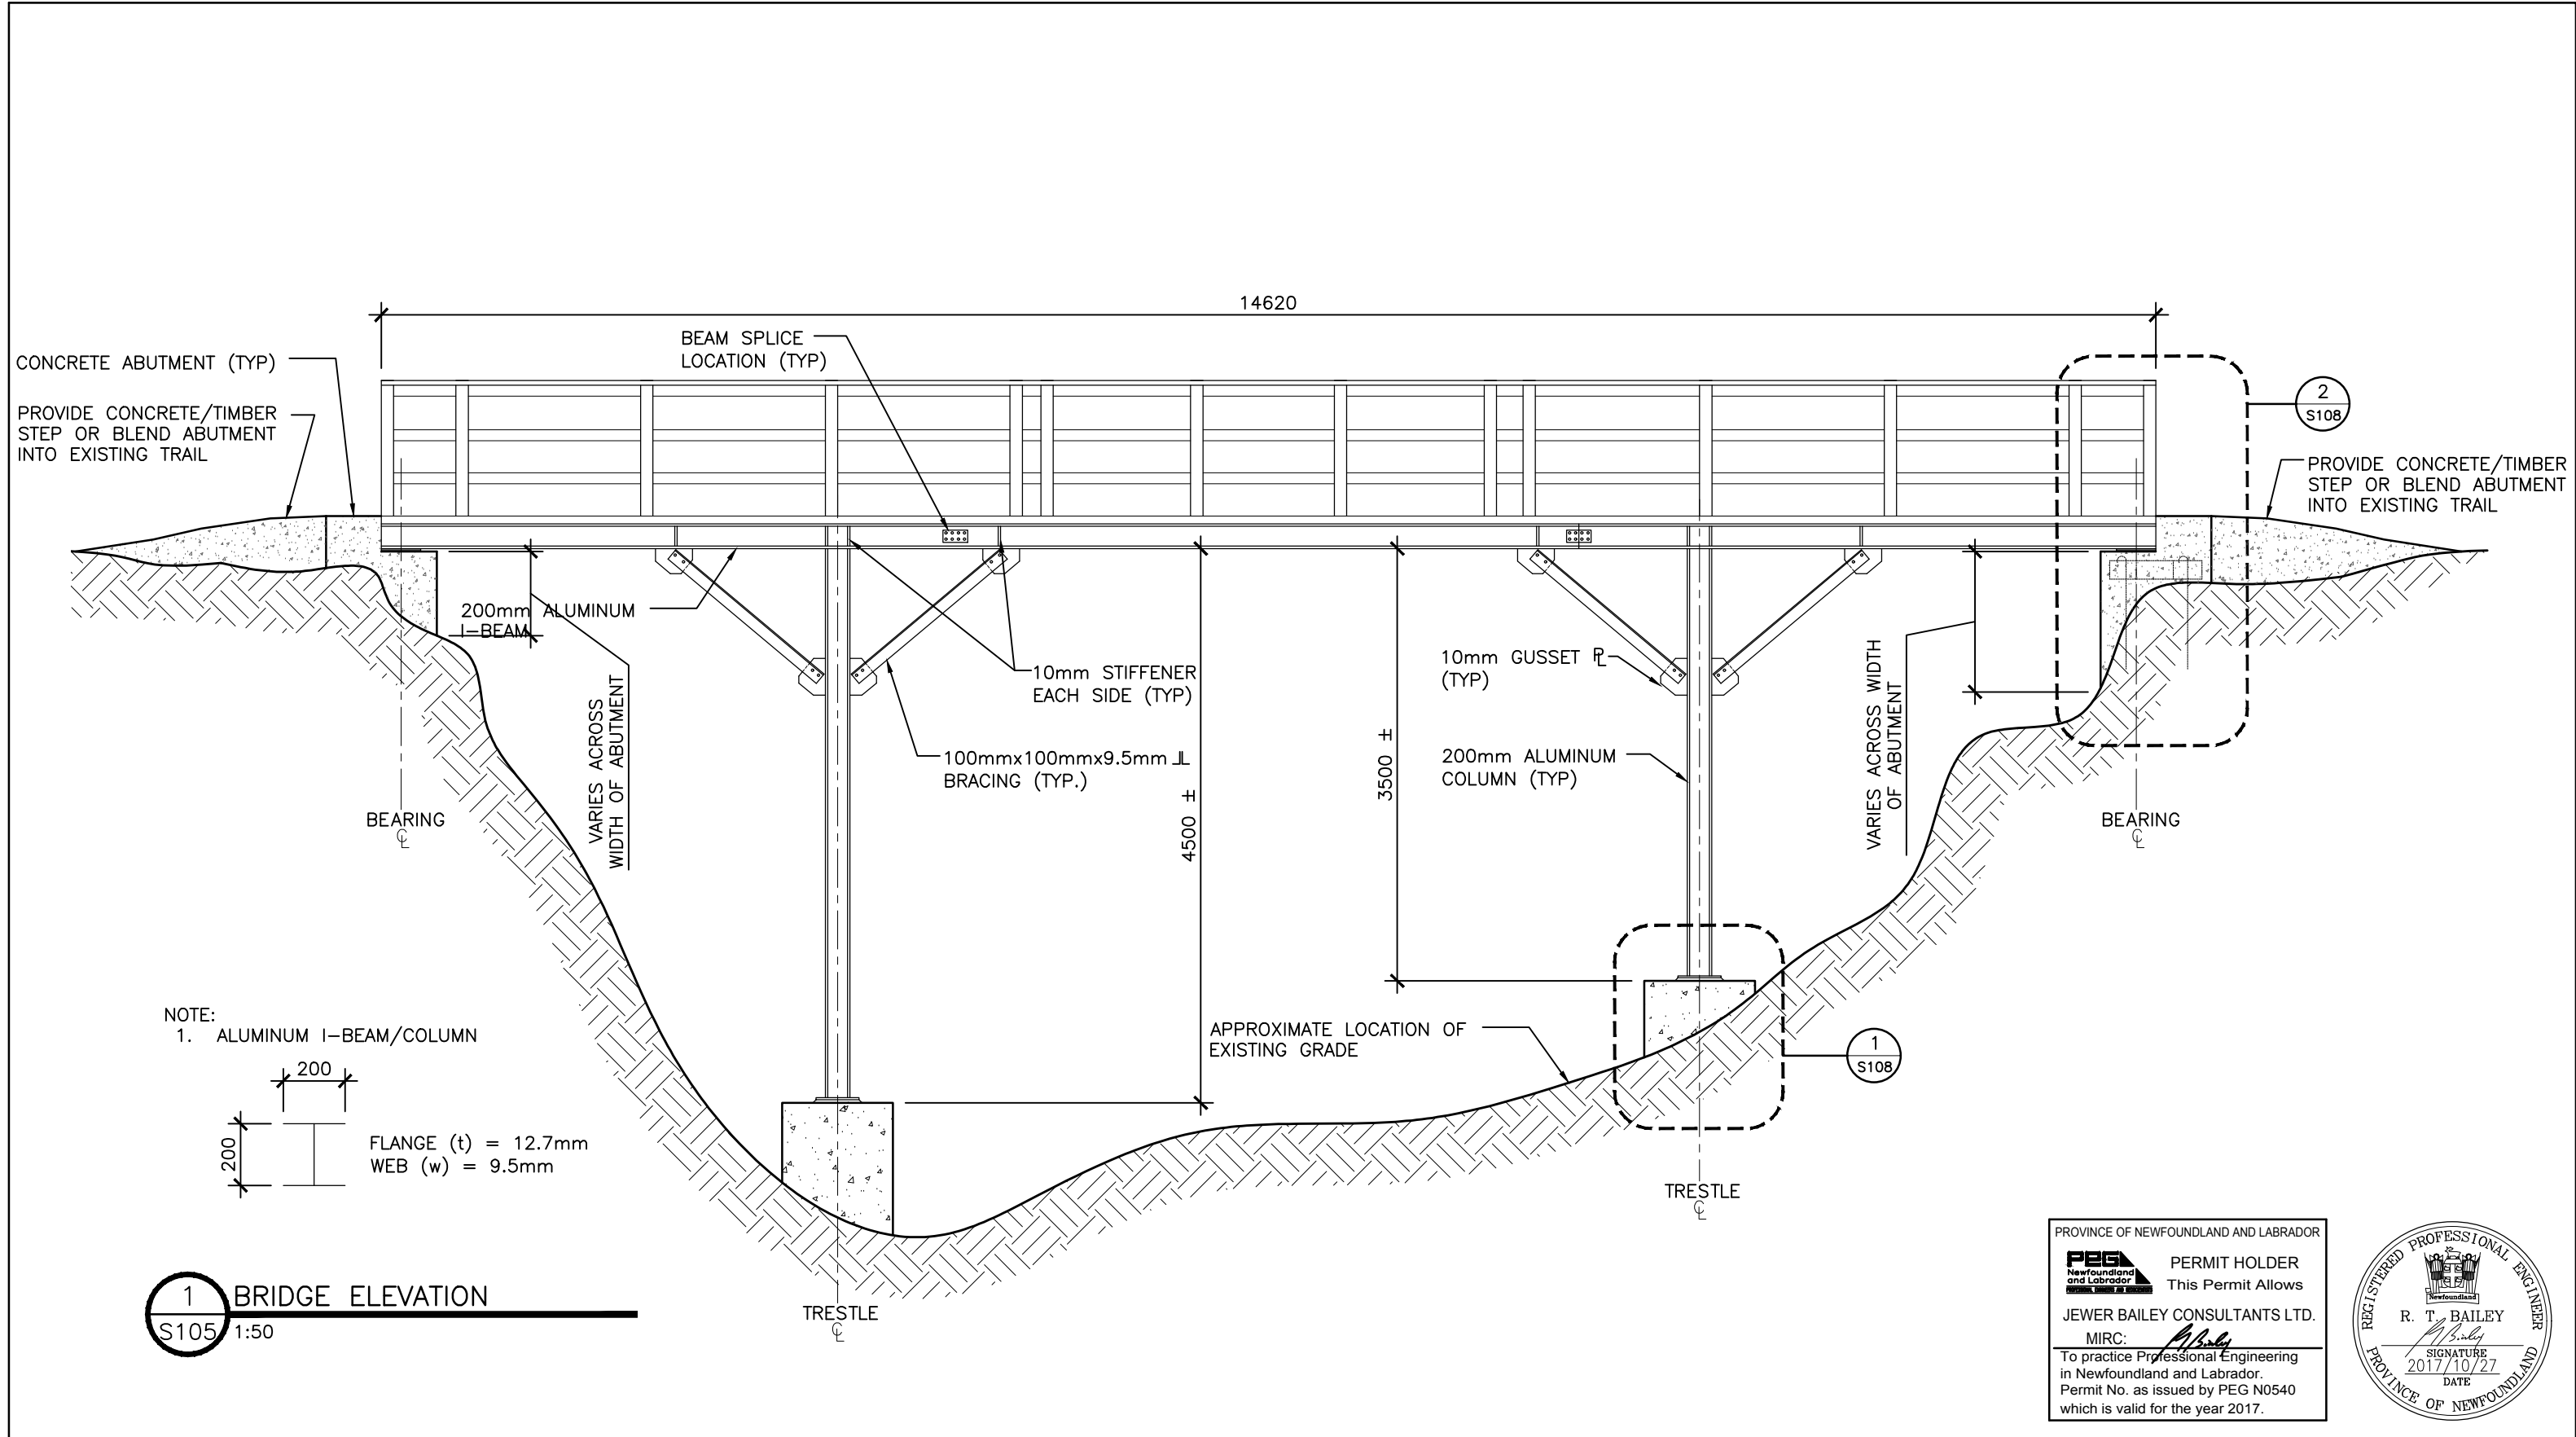 14620
BEAM SPLICE
LOCATION (TYP)
CONCRETE ABUTMENT (TYP)
PROVIDE CONCRETE/TIMBER
STEP OR BLEND ABUTMENT
INTO EXISTING TRAIL
2
S108
PROVIDE CONCRETE/TIMBER
STEP OR BLEND ABUTMENT
INTO EXISTING TRAIL
200mm ALUMINUM
I-BEAM
10mm STIFFENER
EACH SIDE (TYP)
10mm GUSSET PL
(TYP)
VARIES ACROSS
WIDTH OF ABUTMENT
100mmx100mmx9.5mm
BRACING (TYP.)
4500 ±
3500 ±
200mm ALUMINUM
COLUMN (TYP)
VARIES ACROSS WIDTH
OF ABUTMENT
BEARING
℄
BEARING
℄
NOTE:
1. ALUMINUM I-BEAM/COLUMN
200
200
FLANGE (t) = 12.7mm
WEB (w) = 9.5mm
APPROXIMATE LOCATION OF
EXISTING GRADE
1
S108
TRESTLE
℄
TRESTLE
℄
1
S105
BRIDGE ELEVATION
1:50
PROVINCE OF NEWFOUNDLAND AND LABRADOR
PEG
Newfoundland
and Labrador
PERMIT HOLDER
This Permit Allows
JEWER BAILEY CONSULTANTS LTD.
MIRC:
To practice Professional Engineering
in Newfoundland and Labrador.
Permit No. as issued by PEG N0540
which is valid for the year 2017.
REGISTERED PROFESSIONAL ENGINEER
Newfoundland
R. T. BAILEY
SIGNATURE
2017/10/27
DATE
PROVINCE OF NEWFOUNDLAND